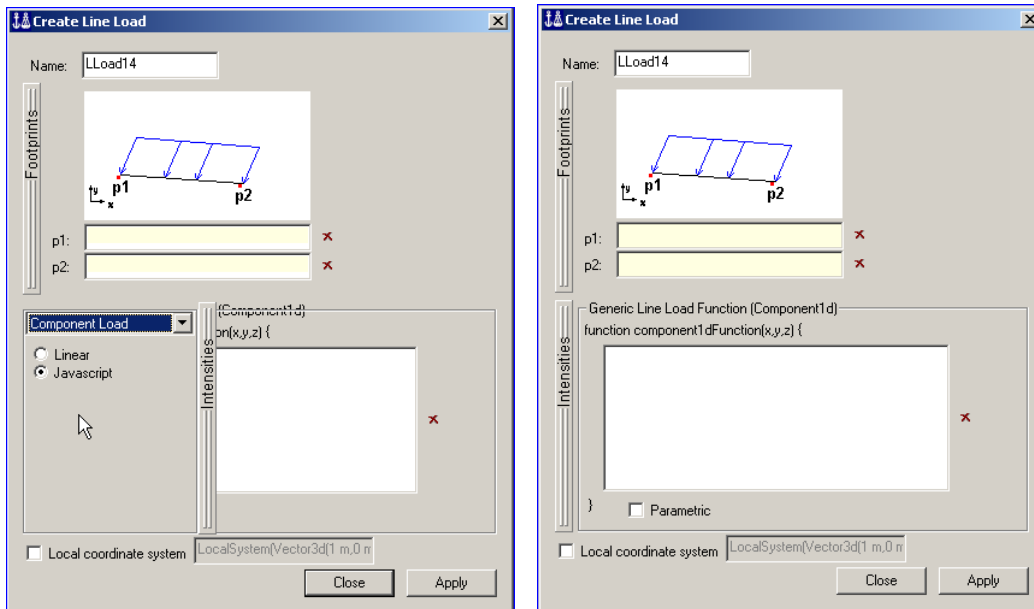 Create Line Load
Name: LLoad14
Footprints
p1
p2
y
x
p1:
p2:
Component Load
(Component1d)
on(x,y,z) {
Linear
Javascript
Intensities
Local coordinate system LocalSystem(Vector3d(1 m,0 m
Close Apply
Create Line Load
Name: LLoad14
Footprints
p1
p2
y
x
p1:
p2:
Generic Line Load Function (Component1d)
function component1dFunction(x,y,z) {
Intensities
} Parametric
Local coordinate system LocalSystem(Vector3d(1 m,0 m
Close Apply